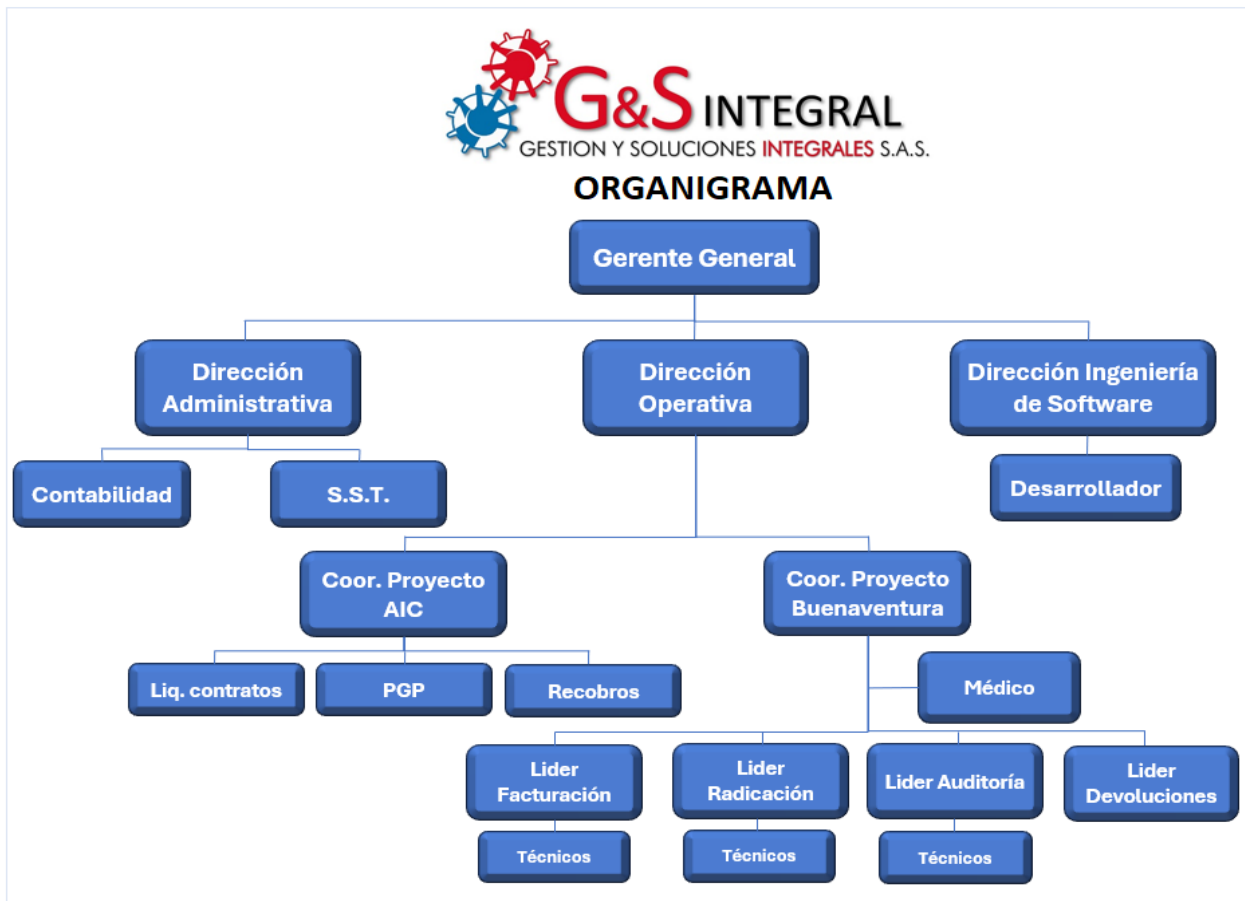 G&S INTEGRAL
GESTION Y SOLUCIONES INTEGRALES S.A.S.
ORGANIGRAMA
Gerente General
Dirección
Administrativa
Dirección
Operativa
Dirección Ingeniería
de Software
Contabilidad
S.S.T.
Desarrollador
Coor. Proyecto
AIC
Coor. Proyecto
Buenaventura
Liq. contratos
PGP
Recobros
Médico
Lider
Facturación
Lider
Radicación
Lider Auditoría
Lider
Devoluciones
Técnicos
Técnicos
Técnicos